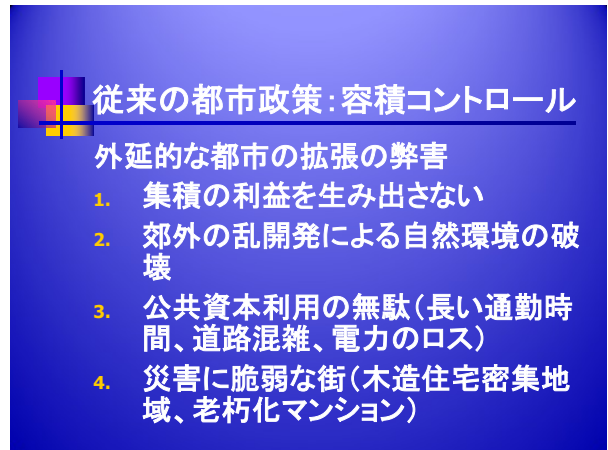 従来の都市政策：容積コントロール
外延的な都市の拡張の弊害
1. 集積の利益を生み出さない
2. 郊外の乱開発による自然環境の破
壊
3. 公共資本利用の無駄（長い通勤時
間、道路混雑、電力のロス）
4. 災害に脆弱な街（木造住宅密集地
域、老朽化マンション）